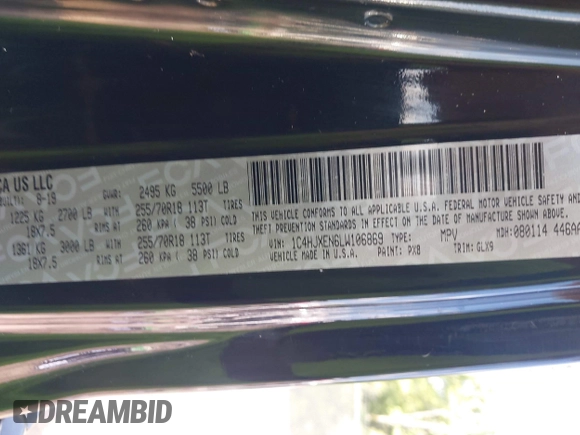 CA US LLC
8-19
GVWR: 2495 KG 5500 LB
1225 KG 2700 LB WITH 255/70R18 113T TIRES
18X7.5 RIMS AT 260 KPA ( 38 PSI) COLD
1361 KG 3000 LB WITH 255/70R18 113T TIRES
18X7.5 RIMS AT 260 KPA ( 38 PSI) COLD
THIS VEHICLE CONFORMS TO ALL APPLICABLE U.S.A. FEDERAL MOTOR VEHICLE SAFETY AND
THEFT PREVENTION STANDARDS IN EFFECT ON THE DATE OF MANUFACTURE SHOWN
VIN: 1C4HJXEN6LW106869 TYPE: MPV MDH: 080114 446AA
MADE IN U.S.A. PAINT: PX8 TRIM: GLX9
DREAMBID